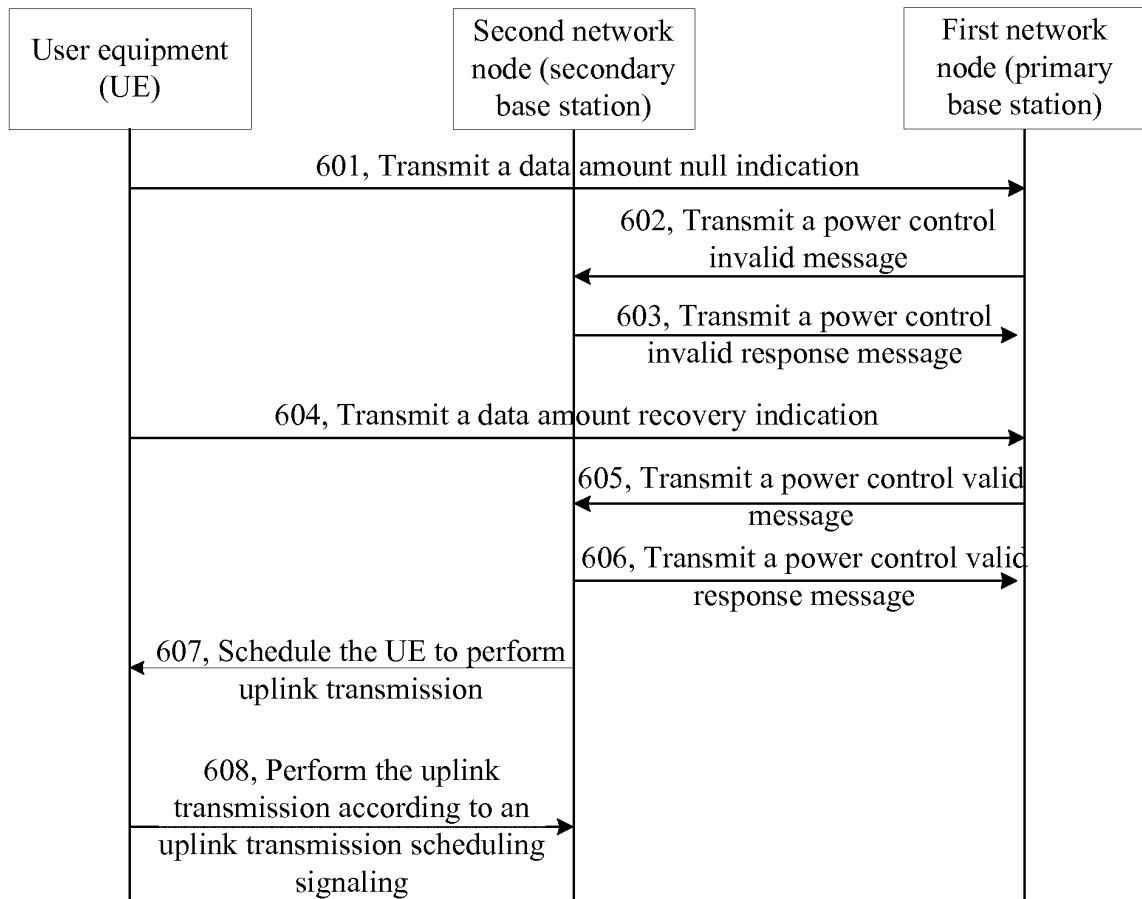 User equipment
(UE)
Second network
node (secondary
base station)
First network
node (primary
base station)
601, Transmit a data amount null indication
602, Transmit a power control
invalid message
603, Transmit a power control
invalid response message
604, Transmit a data amount recovery indication
605, Transmit a power control valid
message
606, Transmit a power control valid
response message
607, Schedule the UE to perform
uplink transmission
608, Perform the uplink
transmission according to an
uplink transmission scheduling
signaling